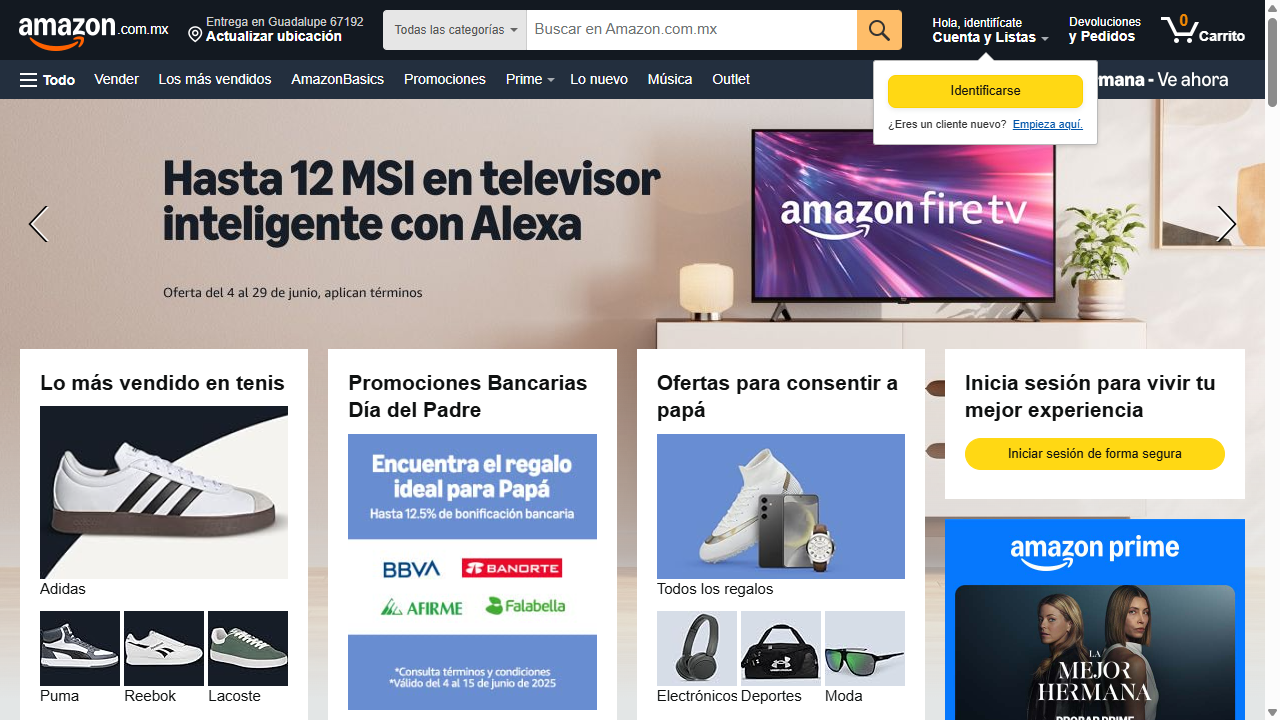 amazon.com.mx
Entrega en Guadalupe 67192
Actualizar ubicación
Todas las categorías
Buscar en Amazon.com.mx
Hola, identifícate
Cuenta y Listas
Devoluciones
y Pedidos
0
Carrito
Todo
Vender
Los más vendidos
AmazonBasics
Promociones
Prime
Lo nuevo
Música
Outlet
mana - Ve ahora
Identificarse
¿Eres un cliente nuevo? Empieza aquí.
Hasta 12 MSI en televisor
inteligente con Alexa
Oferta del 4 al 29 de junio, aplican términos
amazon fire tv
Lo más vendido en tenis
Adidas
Puma
Reebok
Lacoste
Promociones Bancarias
Día del Padre
Encuentra el regalo
ideal para Papá
Hasta 12.5% de bonificación bancaria
BBVA
BANORTE
AFIRME
Falabella
*Consulta términos y condiciones
*Válido del 4 al 15 de junio de 2025
Ofertas para consentir a
papá
Todos los regalos
UNDER ARMOUR
Electrónicos
Deportes
Moda
Inicia sesión para vivir tu
mejor experiencia
Iniciar sesión de forma segura
amazon prime
LA
MEJOR
HERMANA
PROBAR PRIME